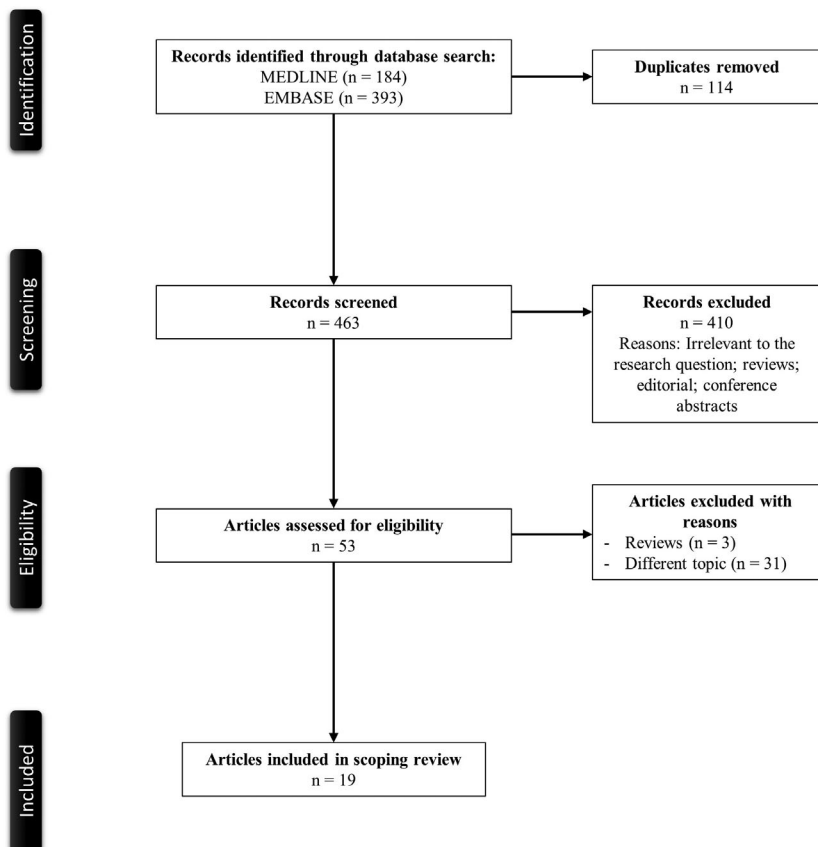 Identification
Records identified through database search:
MEDLINE (n = 184)
EMBASE (n = 393)
Duplicates removed
n = 114
Screening
Records screened
n = 463
Records excluded
n = 410
Reasons: Irrelevant to the
research question; reviews;
editorial; conference
abstracts
Eligibility
Articles assessed for eligibility
n = 53
Articles excluded with
reasons
- Reviews (n = 3)
- Different topic (n = 31)
Included
Articles included in scoping review
n = 19